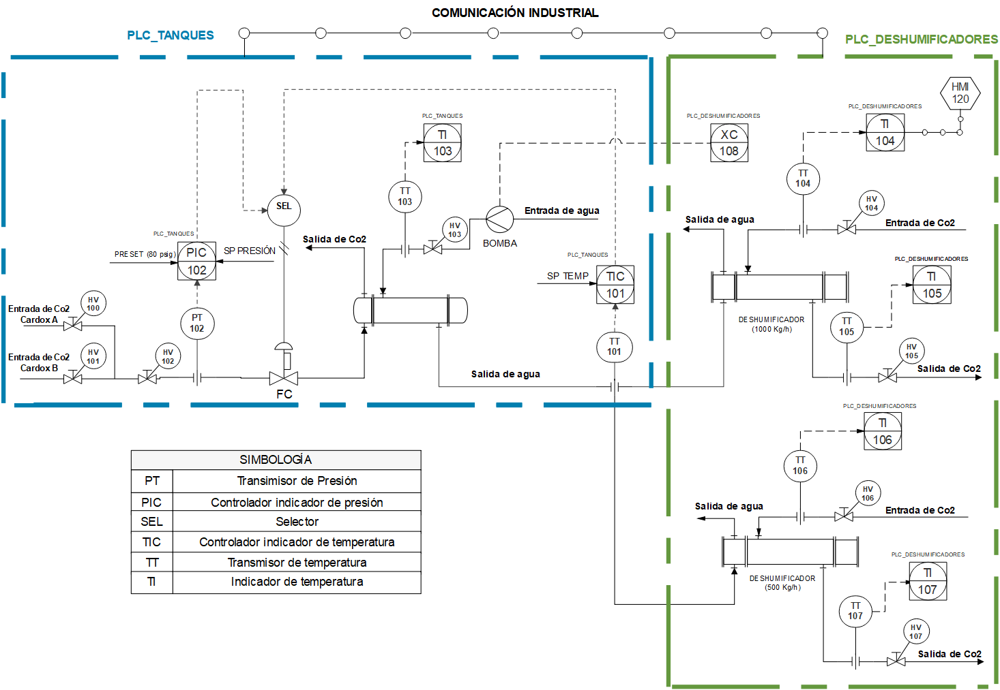 COMUNICACIÓN INDUSTRIAL
PLC_TANQUES
PLC_DESHUMIFICADORES
HMI
120
PLC_DESHUMIFICADORES
TI
104
PLC_TANQUES
TI
103
PLC_DESHUMIFICADORES
XC
108
TT
104
TT
103
SEL
HV
104
Entrada de agua
Salida de agua
Entrada de Co2
HV
103
BOMBA
PLC_TANQUES
Salida de Co2
PRESET (80 psig)
PIC
102
SP PRESIÓN
PLC_TANQUES
SP TEMP
TIC
101
PLC_DESHUMIFICADORES
TI
105
HV
100
Entrada de Co2
Cardox A
PT
102
DESHUMIFICADOR
(1000 Kg/h)
TT
105
TT
101
HV
101
HV
102
Entrada de Co2
Cardox B
HV
105
Salida de Co2
Salida de agua
FC
PLC_DESHUMIFICADORES
TI
106
SIMBOLOGÍA
PT Transimisor de Presión
PIC Controlador indicador de presión
SEL Selector
TIC Controlador indicador de temperatura
TT Transmisor de temperatura
TI Indicador de temperatura
TT
106
HV
106
Salida de agua
Entrada de Co2
PLC_DESHUMIFICADORES
TI
107
DESHUMIFICADOR
(500 Kg/h)
TT
107
HV
107
Salida de Co2